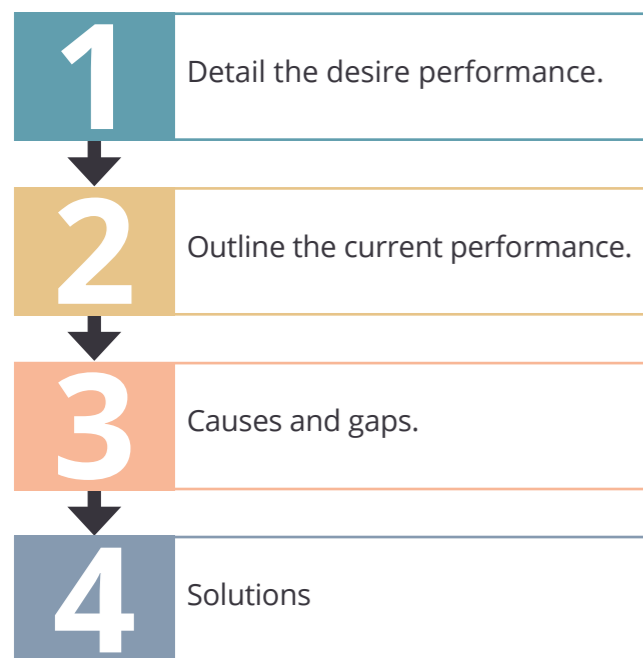 1
Detail the desire performance.
2
Outline the current performance.
3
Causes and gaps.
4
Solutions